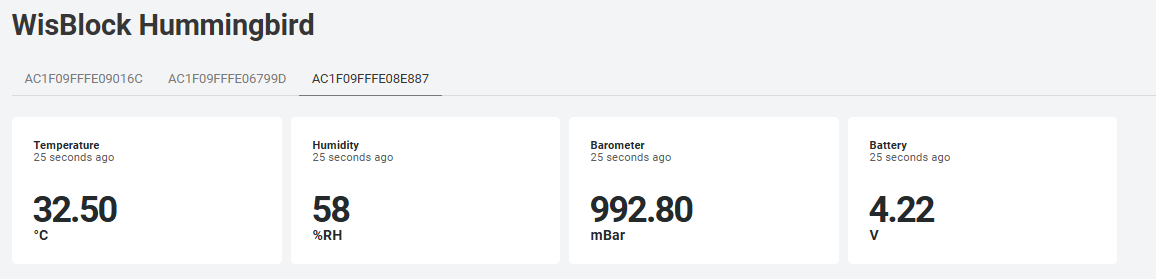 WisBlock Hummingbird
AC1F09FFFE09016C AC1F09FFFE06799D AC1F09FFFE08E887
Temperature
25 seconds ago
32.50
°C
Humidity
25 seconds ago
58
%RH
Barometer
25 seconds ago
992.80
mBar
Battery
25 seconds ago
4.22
V